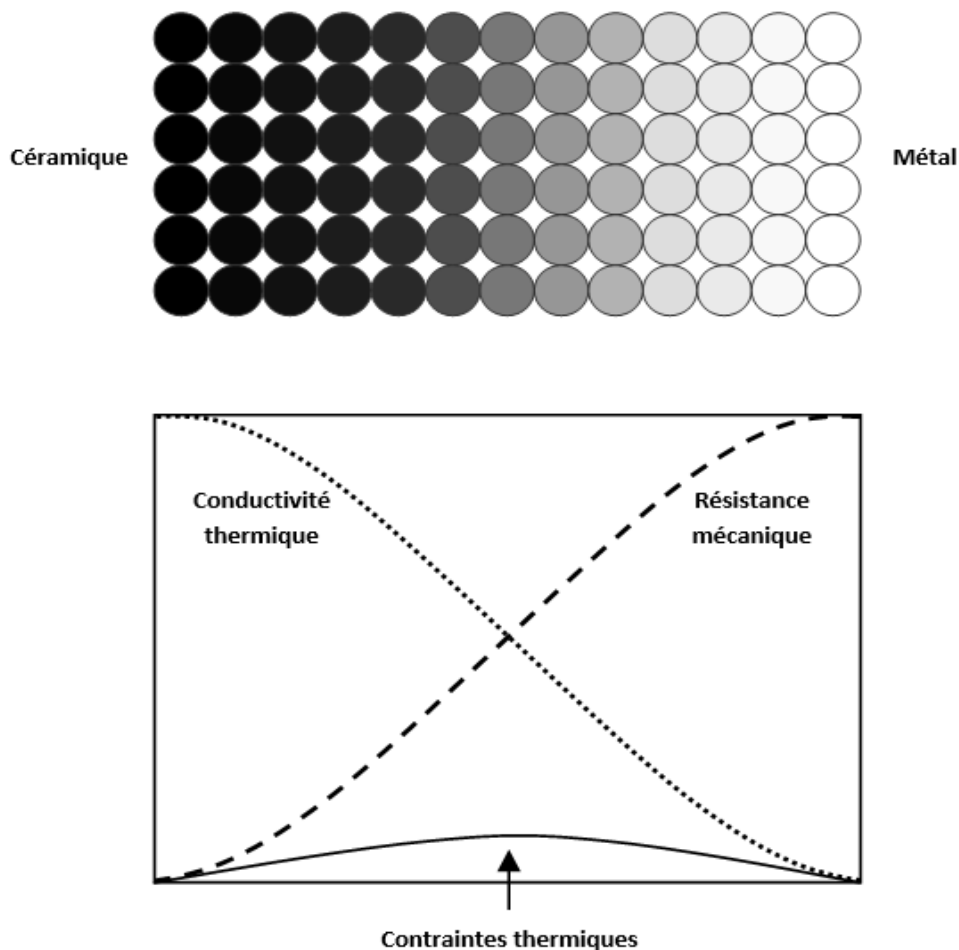 Céramique
Métal
Conductivité
thermique
Résistance
mécanique
Contraintes thermiques